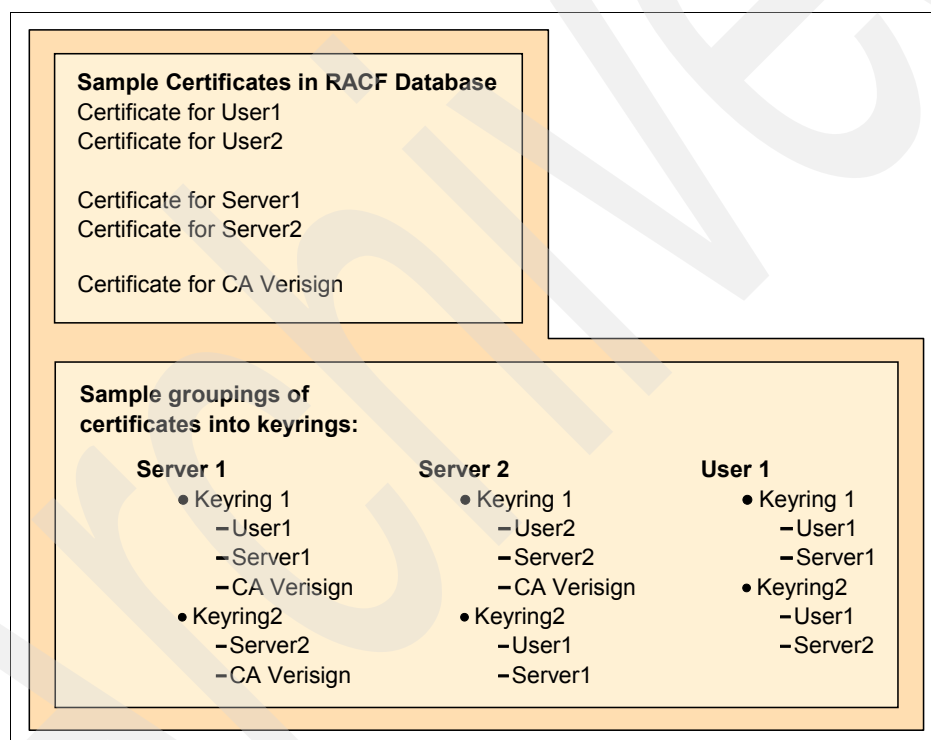 Sample Certificates in RACF Database
Certificate for User1
Certificate for User2
Certificate for Server1
Certificate for Server2
Certificate for CA Verisign
Sample groupings of
certificates into keyrings:
Server 1
• Keyring 1
–User1
–Server1
–CA Verisign
• Keyring2
–Server2
–CA Verisign
Server 2
• Keyring 1
–User2
–Server2
–CA Verisign
• Keyring2
–User1
–Server1
User 1
• Keyring 1
–User1
–Server1
• Keyring2
–User1
–Server2